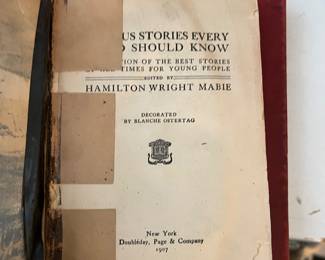 US STORIES EVERY
D SHOULD KNOW
TION OF THE BEST STORIES
TIMES FOR YOUNG PEOPLE
EDITED BY
HAMILTON WRIGHT MABIE
DECORATED
BY BLANCHE OSTERTAG
New York
Doubleday, Page & Company
1907